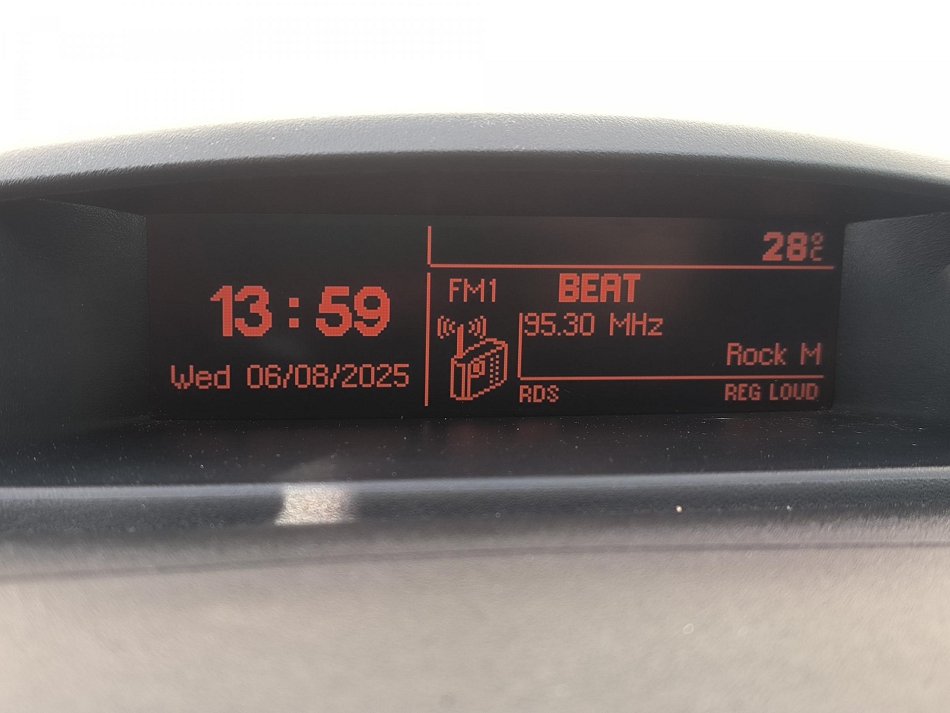 28°C
13:59
Wed 06/08/2025
FM1 BEAT
95.30 MHz
Rock M
RDS REG LOUD